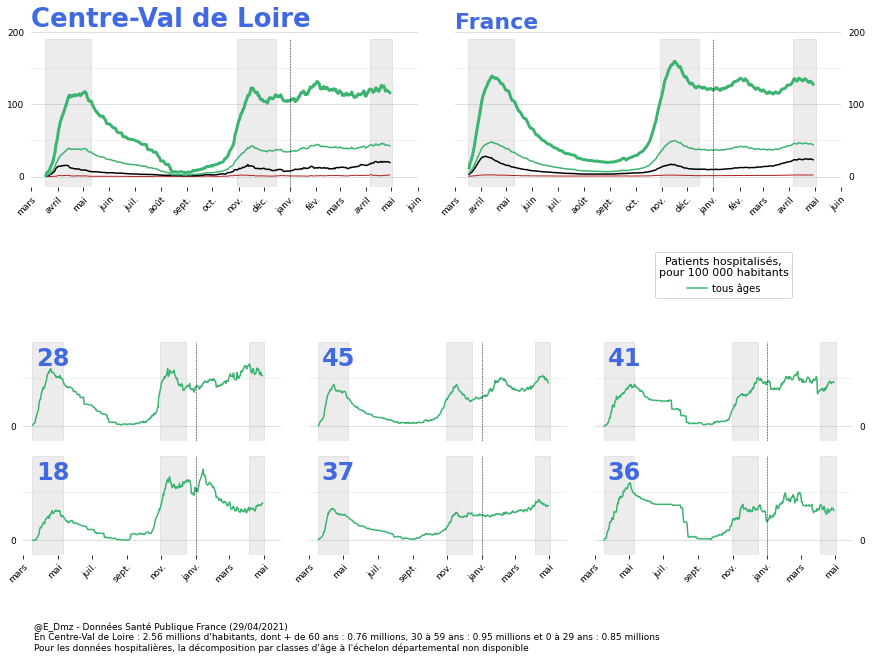 Centre-Val de Loire
France
200
200
100
100
0
0
mars avril mai juin juil. août sept. oct. nov. déc. janv. fév. mars avril mai juin
mars avril mai juin juil. août sept. oct. nov. déc. janv. fév. mars avril mai juin
Patients hospitalisés,
pour 100 000 habitants
tous âges
28
45
41
0
0
18
37
36
0
0
mars mai juil. sept. nov. janv. mars mai
mars mai juil. sept. nov. janv. mars mai
mars mai juil. sept. nov. janv. mars mai
@E_Dmz - Données Santé Publique France (29/04/2021)
En Centre-Val de Loire : 2.56 millions d'habitants, dont + de 60 ans : 0.76 millions, 30 à 59 ans : 0.95 millions et 0 à 29 ans : 0.85 millions
Pour les données hospitalières, la décomposition par classes d'âge à l'échelon départemental non disponible